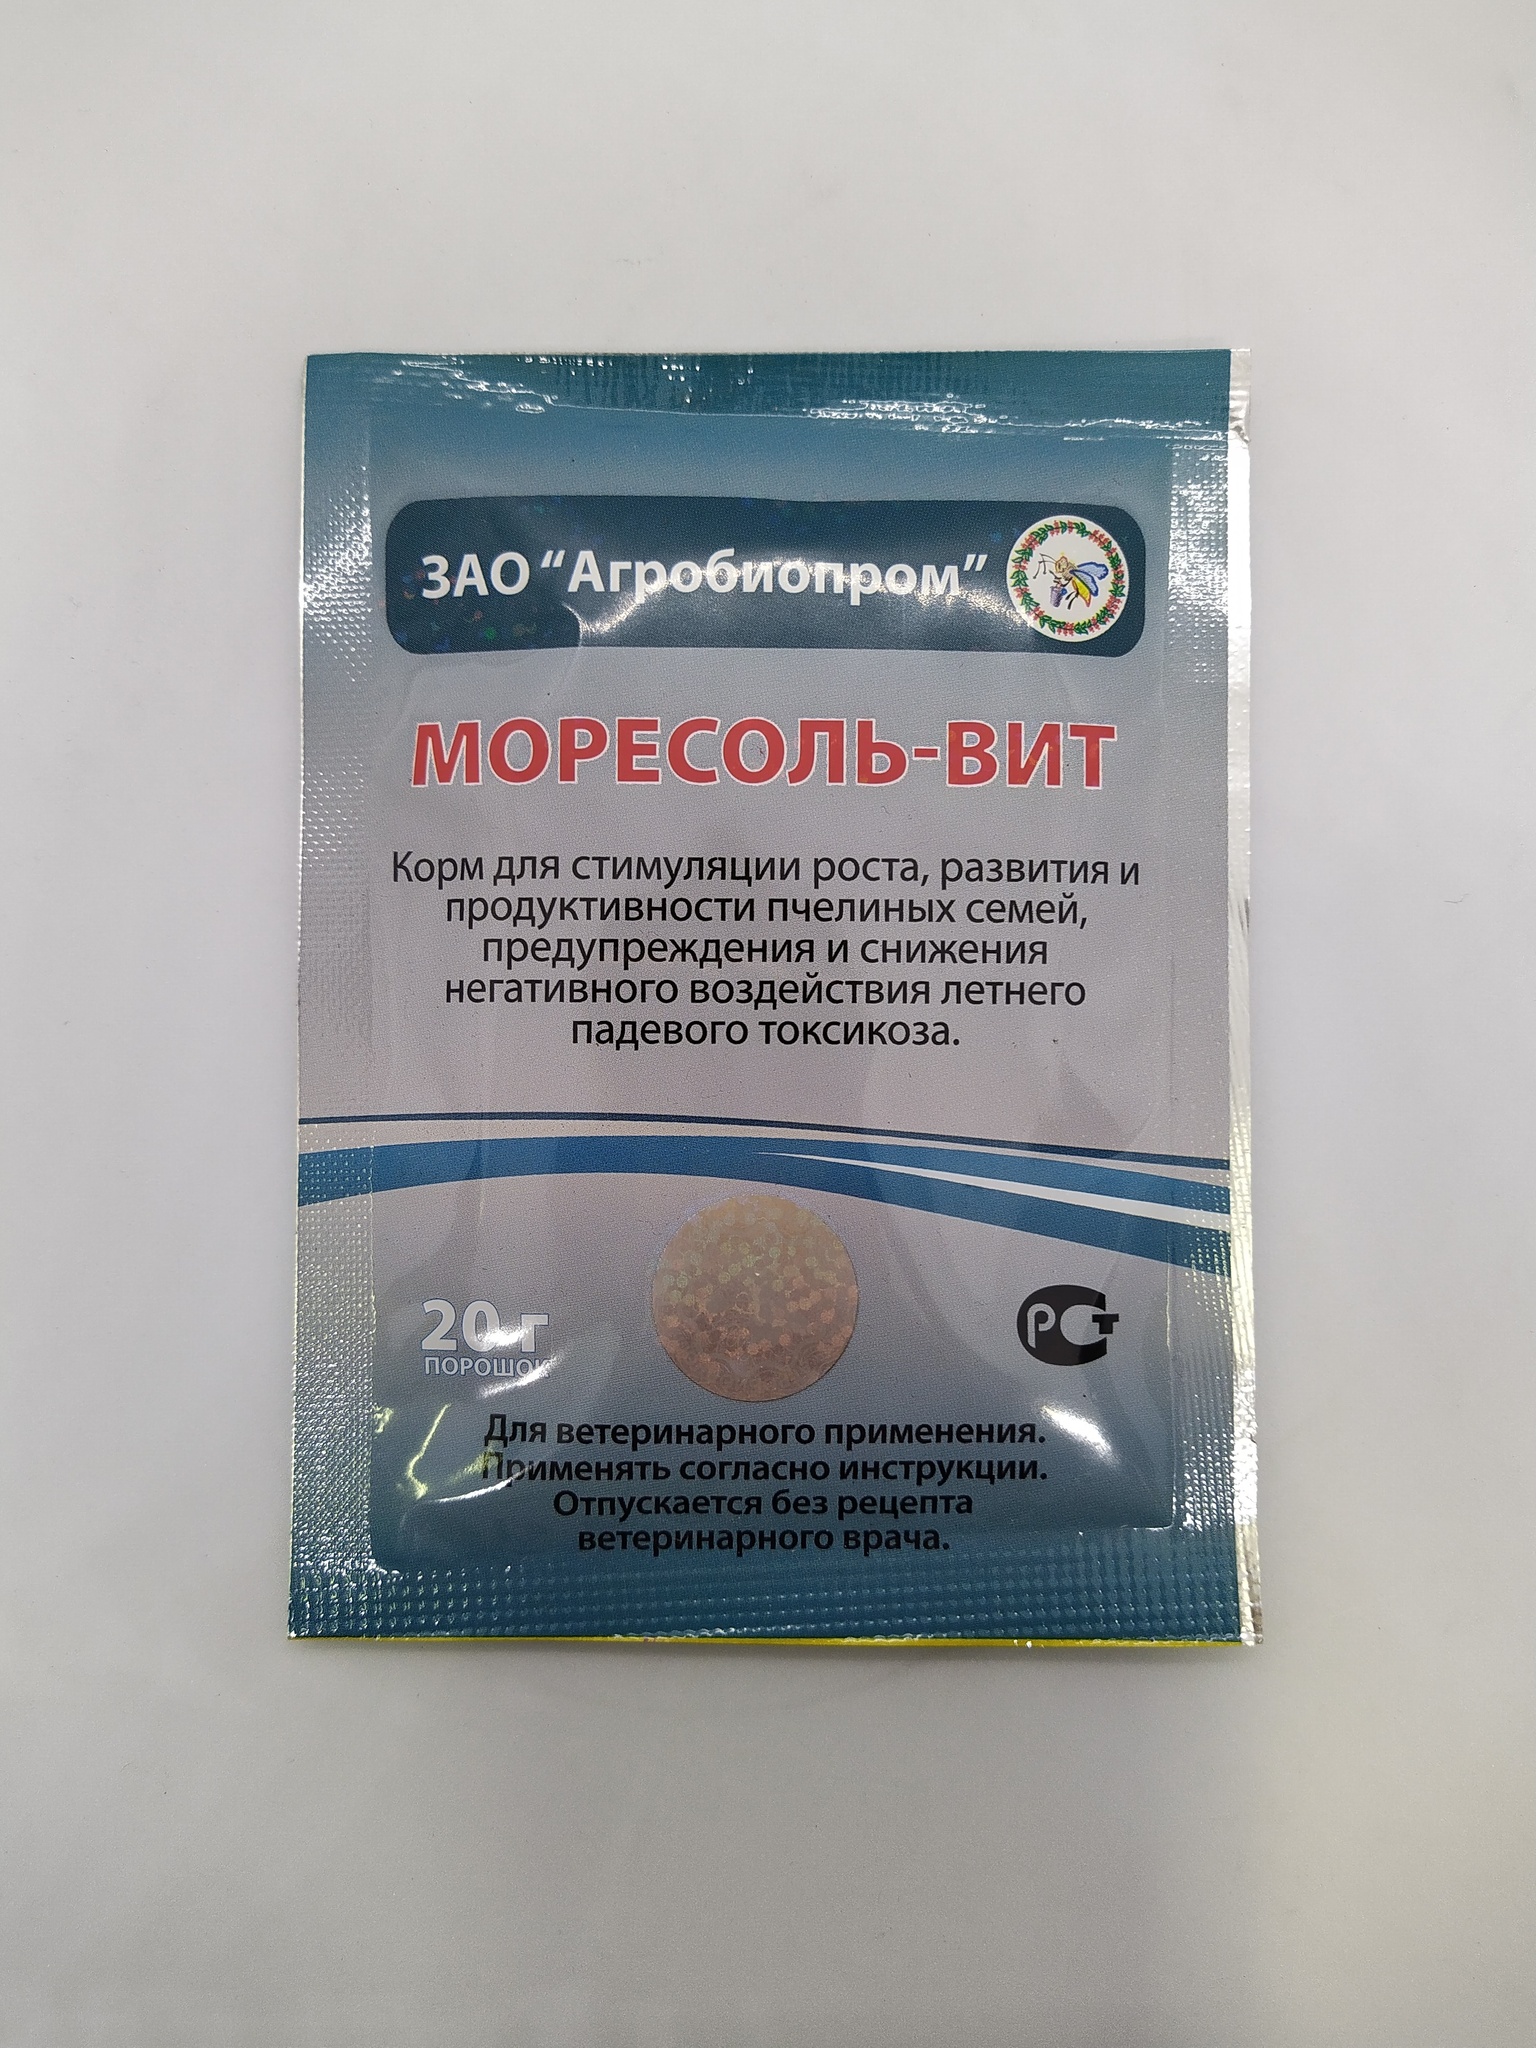 ЗАО "Агробиопром"
МОРЕСОЛЬ-ВИТ
Корм для стимуляции роста, развития и
продуктивности пчелиных семей,
предупреждения и снижения
негативного воздействия летнего
падевого токсикоза.
20 г
ПОРОШОК
РСТ
Для ветеринарного применения.
Применять согласно инструкции.
Отпускается без рецепта
ветеринарного врача.